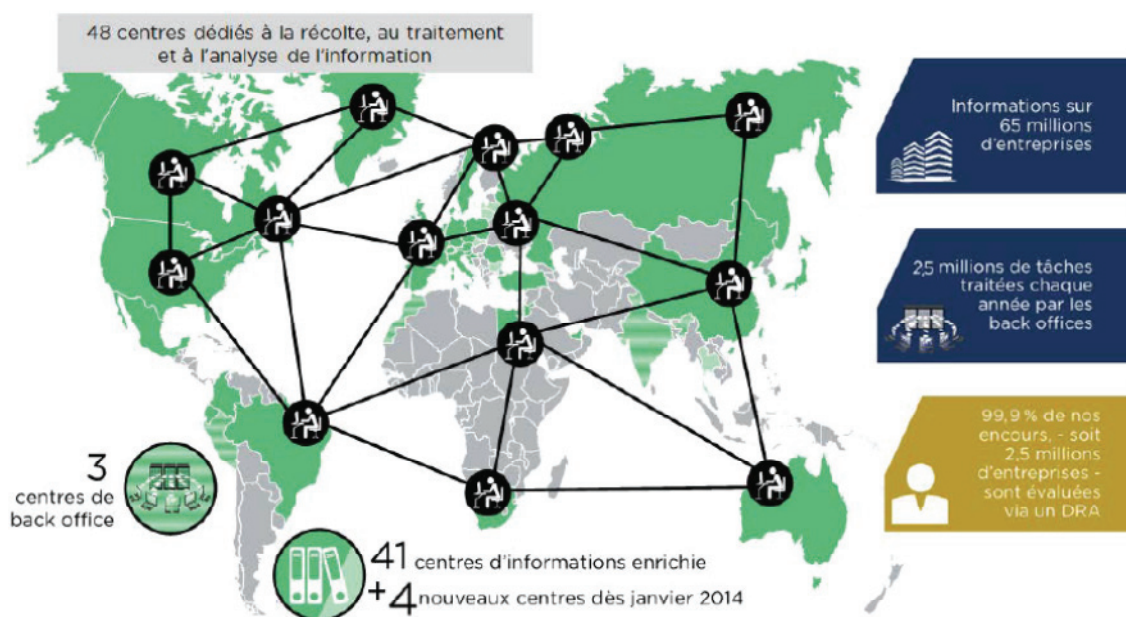 48 centres dédiés à la récolte, au traitement
et à l'analyse de l'information
Informations sur
65 millions
d'entreprises
2,5 millions de tâches
traitées chaque
année par les
back offices
99,9 % de nos
encours, - soit
2,5 millions
d'entreprises -
sont évaluées
via un DRA
3
centres de
back office
41 centres d'informations enrichie
+4 nouveaux centres dès janvier 2014